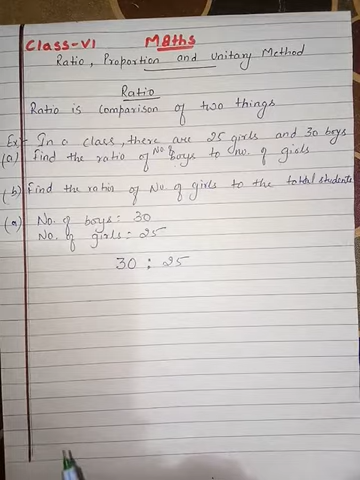 Class-VI Maths
Ratio, Proportion and Unitary Method
Ratio
Ratio is comparison of two things
Ex:- In a class, there are 25 girls and 30 boys
(a) Find the ratio of No. of boys to no. of girls
(b) Find the ratios of No. of girls to the total students
(a) No. of boys = 30
No. of girls = 25
30 : 25